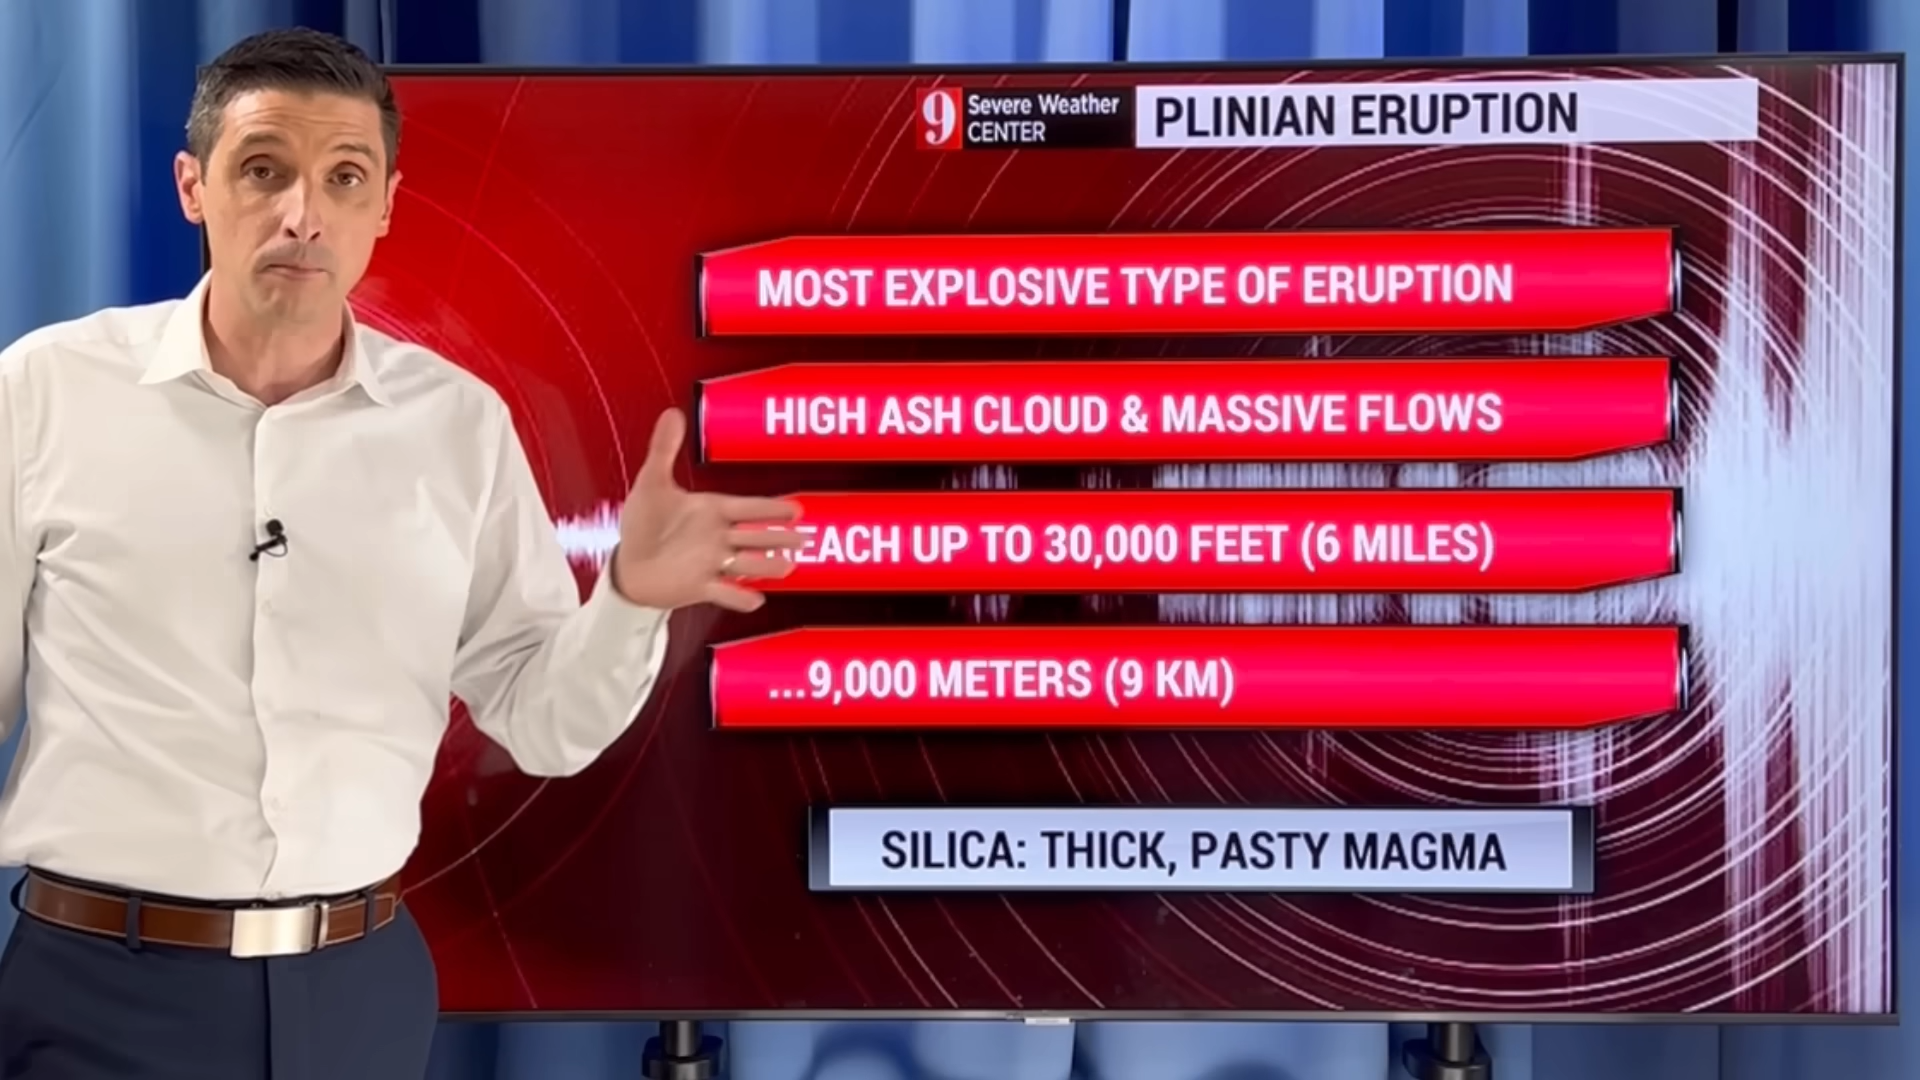 9 Severe Weather
CENTER
PLINIAN ERUPTION
MOST EXPLOSIVE TYPE OF ERUPTION
HIGH ASH CLOUD & MASSIVE FLOWS
REACH UP TO 30,000 FEET (6 MILES)
...9,000 METERS (9 KM)
SILICA: THICK, PASTY MAGMA